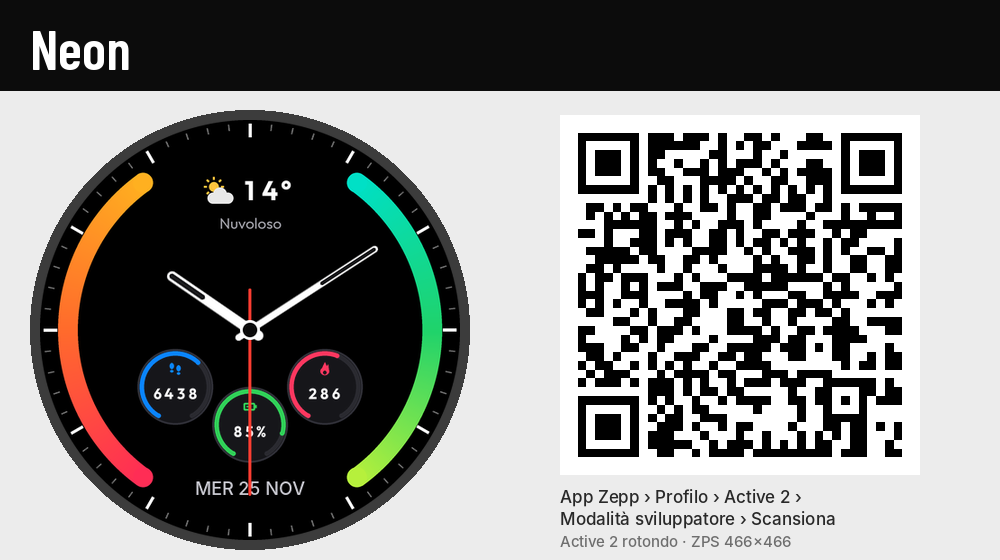 Neon
14°
Nuvoloso
6438
286
85%
MER 25 NOV
App Zepp › Profilo › Active 2 ›
Modalità sviluppatore › Scansiona
Active 2 rotondo · ZPS 466×466